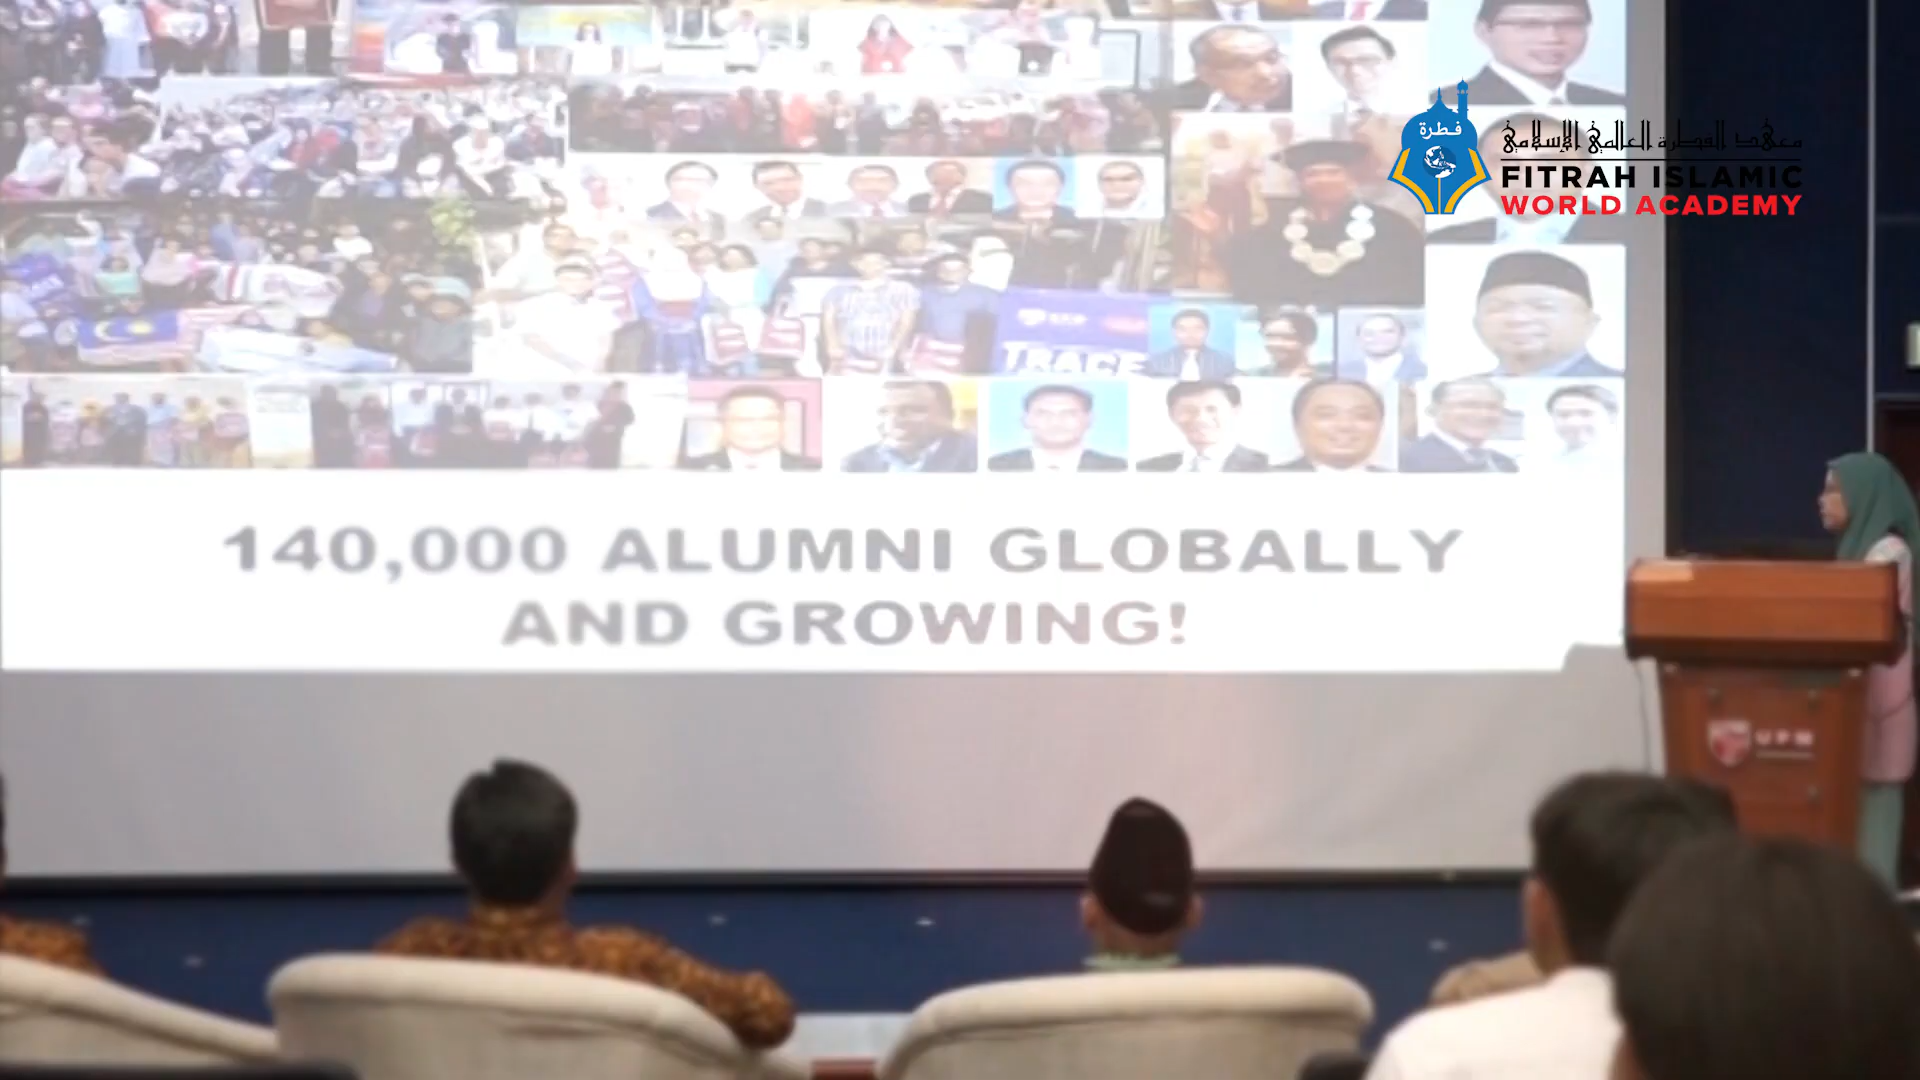 فطرة
معهد الفطرة العالمي الإسلامي
FITRAH ISLAMIC
WORLD ACADEMY
TRACE
140,000 ALUMNI GLOBALLY
AND GROWING!
UPM